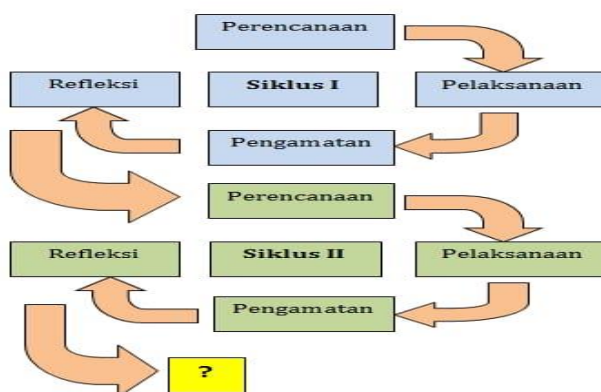 Perencanaan
Refleksi
Siklus I
Pelaksanaan
Pengamatan
Perencanaan
Refleksi
Siklus II
Pelaksanaan
Pengamatan
?